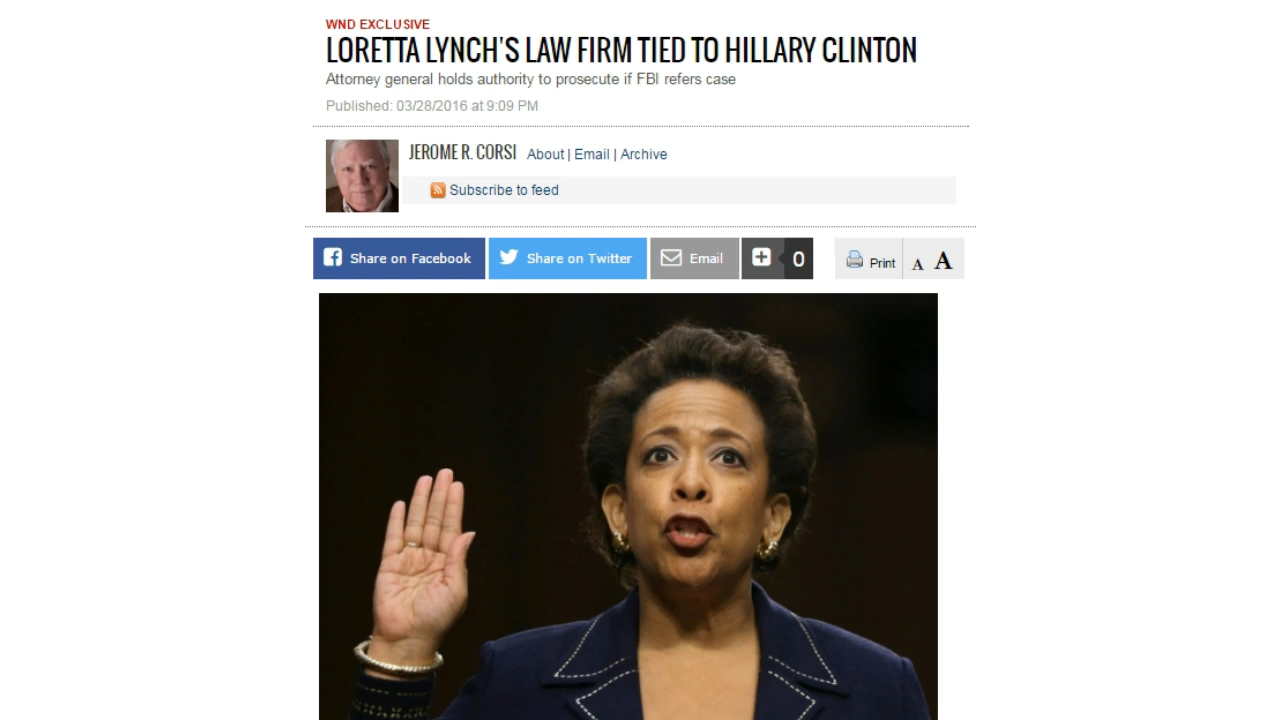 WND EXCLUSIVE
LORETTA LYNCH'S LAW FIRM TIED TO HILLARY CLINTON
Attorney general holds authority to prosecute if FBI refers case
Published: 03/28/2016 at 9:09 PM
JEROME R. CORSI About | Email | Archive
Subscribe to feed
Share on Facebook Share on Twitter Email 0 Print A A